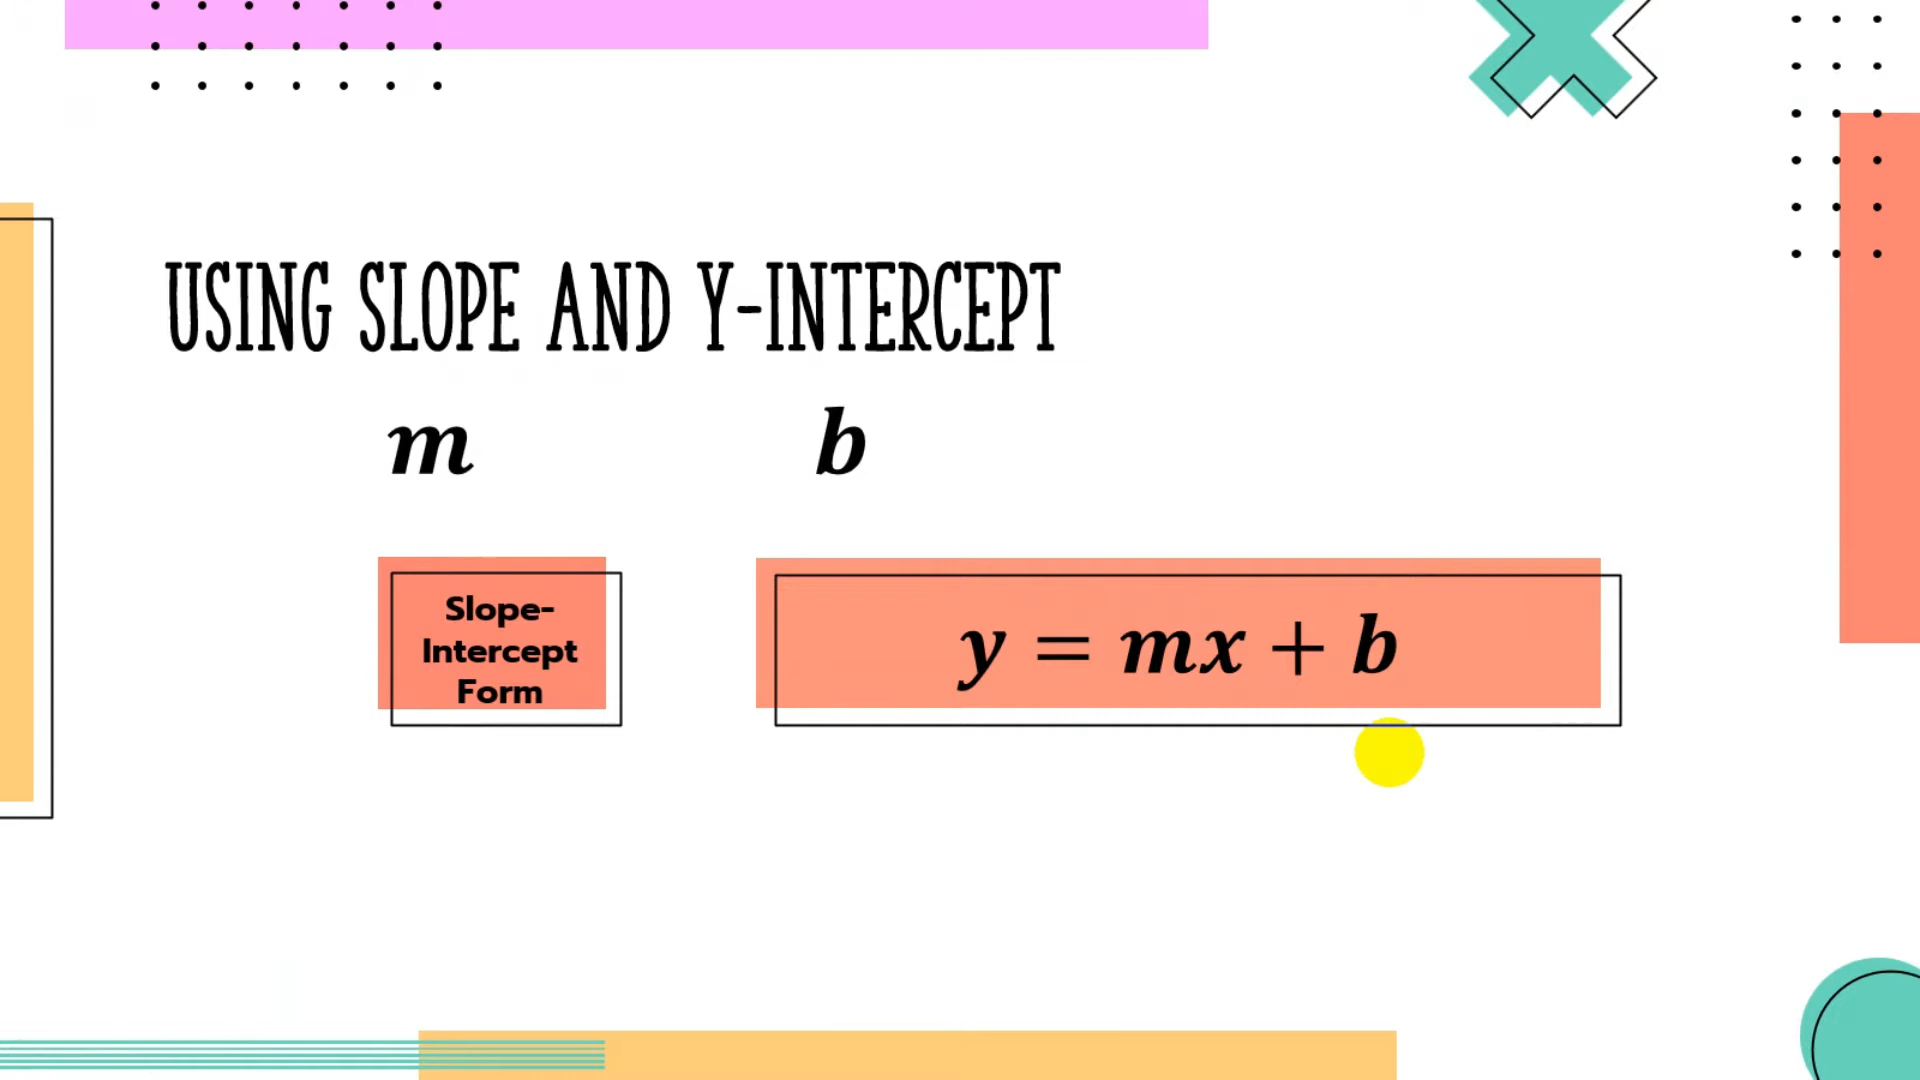 USING SLOPE AND Y-INTERCEPT
m b
Slope-
Intercept
Form
y = mx + b